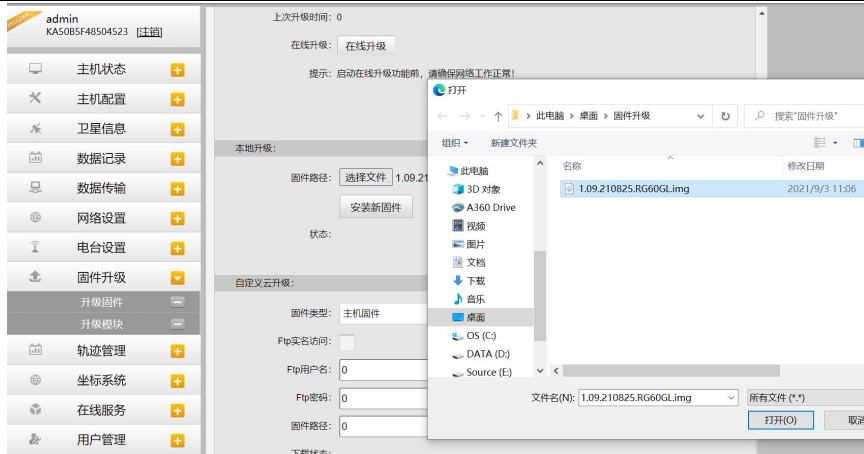 WELCOME
admin
KA50B5F48504523 [注销]
主机状态
主机配置
卫星信息
数据记录
数据传输
网络设置
电台设置
固件升级
升级固件
升级模块
轨迹管理
坐标系统
在线服务
用户管理
上次升级时间: 0
在线升级: 在线升级
提示: 启动在线升级功能前，请确保网络工作正常!
本地升级:
固件路径: 选择文件 1.09.21
安装新固件
状态:
自定义云升级:
固件类型: 主机固件
Ftp实名访问:
Ftp用户名: 0
Ftp密码: 0
固件路径: 0
下载状态:
打开
此电脑 > 桌面 > 固件升级
搜索"固件升级"
组织 新建文件夹
名称 修改日期
1.09.210825.RG60GL.img 2021/9/3 11:06
此电脑
3D 对象
A360 Drive
视频
图片
文档
下载
音乐
桌面
OS (C:)
DATA (D:)
Source (E:)
文件名(N): 1.09.210825.RG60GL.img 所有文件 (*.*)
打开(O) 取消